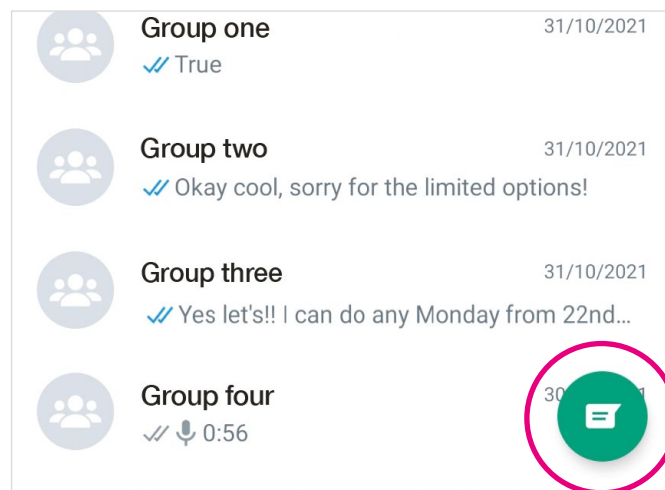 Group one 31/10/2021
True
Group two 31/10/2021
Okay cool, sorry for the limited options!
Group three 31/10/2021
Yes let's!! I can do any Monday from 22nd...
Group four
0:56